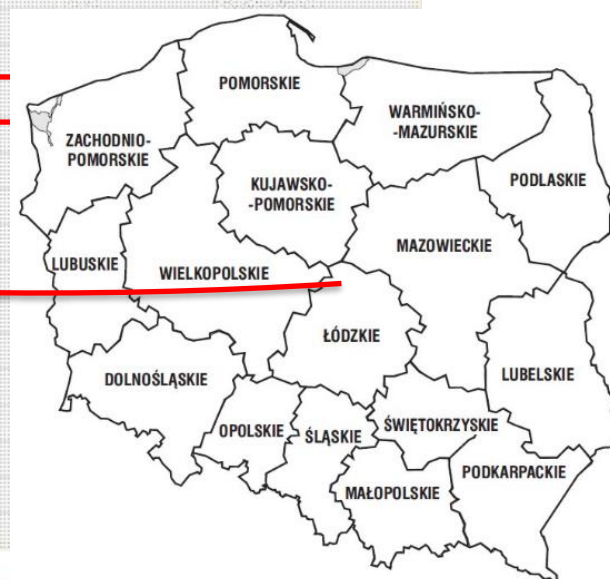 POMORSKIE
WARMIŃSKO-
-MAZURSKIE
ZACHODNIO-
POMORSKIE
PODLASKIE
KUJAWSKO-
-POMORSKIE
MAZOWIECKIE
LUBUSKIE
WIELKOPOLSKIE
ŁÓDZKIE
DOLNOŚLĄSKIE
LUBELSKIE
OPOLSKIE
ŚLĄSKIE
ŚWIĘTOKRZYSKIE
PODKARPACKIE
MAŁOPOLSKIE